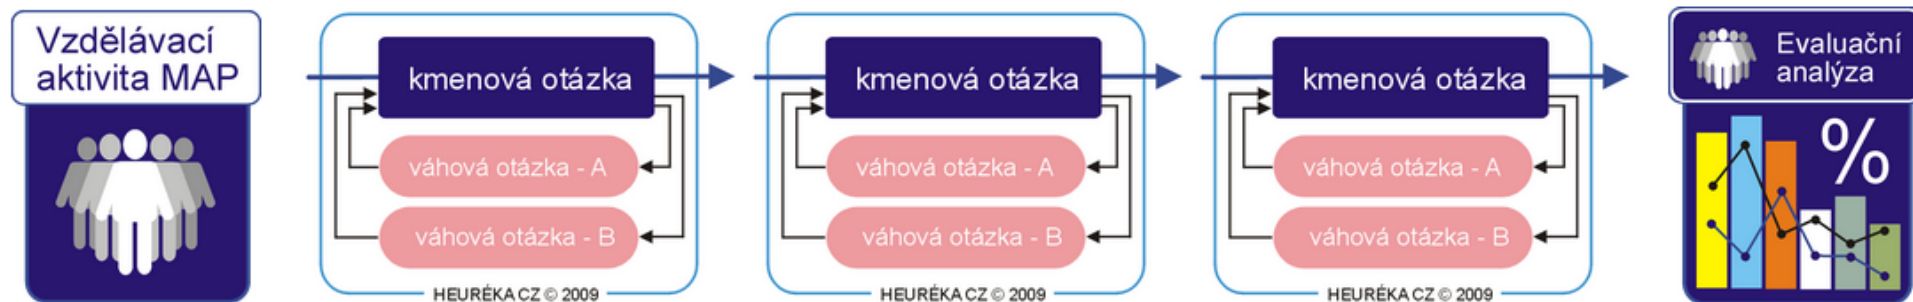 Vzdělávací
aktivita MAP
kmenová otázka
váhová otázka - A
váhová otázka - B
HEURÉKA CZ © 2009
kmenová otázka
váhová otázka - A
váhová otázka - B
HEURÉKA CZ © 2009
kmenová otázka
váhová otázka - A
váhová otázka - B
HEURÉKA CZ © 2009
Evaluační
analýza
%